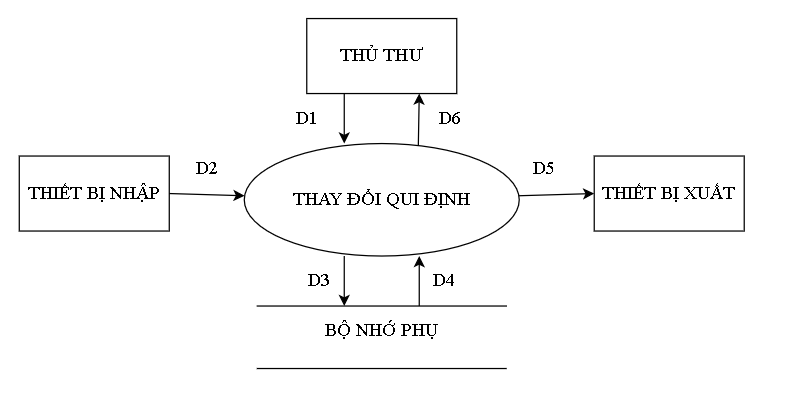 THỦ THƯ
D1
D6
D2
D5
THIẾT BỊ NHẬP
THAY ĐỔI QUI ĐỊNH
THIẾT BỊ XUẤT
D3
D4
BỘ NHỚ PHỤ